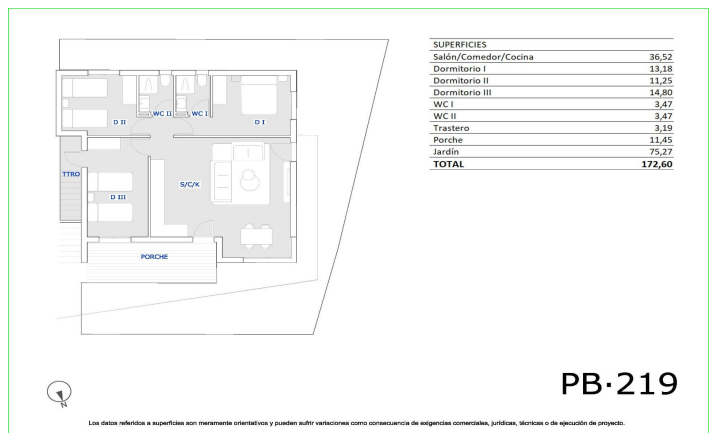 SUPERFICIES
Salón/Comedor/Cocina 36,52
Dormitorio I 13,18
Dormitorio II 11,25
Dormitorio III 14,80
WC I 3,47
WC II 3,47
Trastero 3,19
Porche 11,45
Jardín 75,27
TOTAL 172,60
WC II WC I
D II D I
TTRO
S/C/K
D III
PORCHE
PB·219
N
Los datos referidos a superficies son meramente orientativos y pueden sufrir variaciones como consecuencia de exigencias comerciales, jurídicas, técnicas o de ejecución de proyecto.